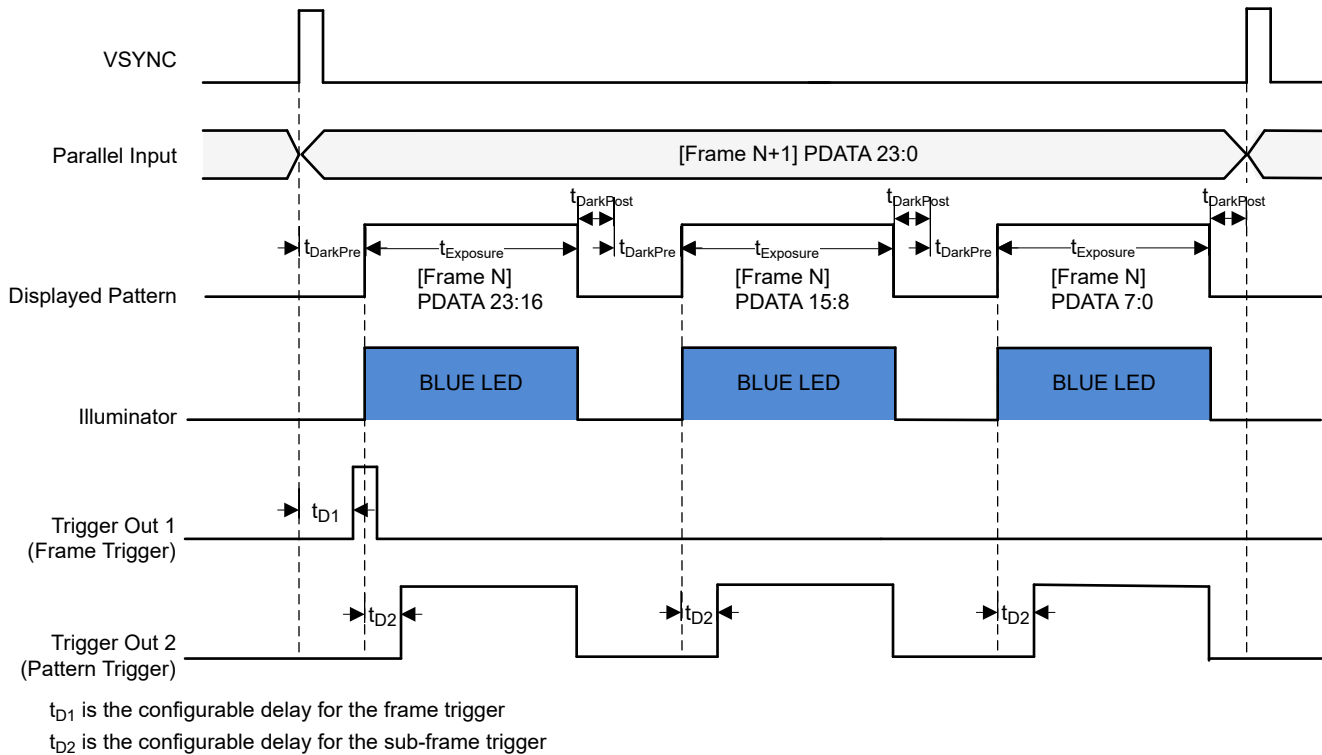 VSYNC
Parallel Input
[Frame N+1] PDATA 23:0
tDarkPost
tDarkPost
tDarkPost
tDarkPre
tExposure
tDarkPre
tExposure
tDarkPre
tExposure
Displayed Pattern
[Frame N]
PDATA 23:16
[Frame N]
PDATA 15:8
[Frame N]
PDATA 7:0
Illuminator
BLUE LED
BLUE LED
BLUE LED
tD1
Trigger Out 1
(Frame Trigger)
tD2
tD2
tD2
Trigger Out 2
(Pattern Trigger)
tD1 is the configurable delay for the frame trigger
tD2 is the configurable delay for the sub-frame trigger